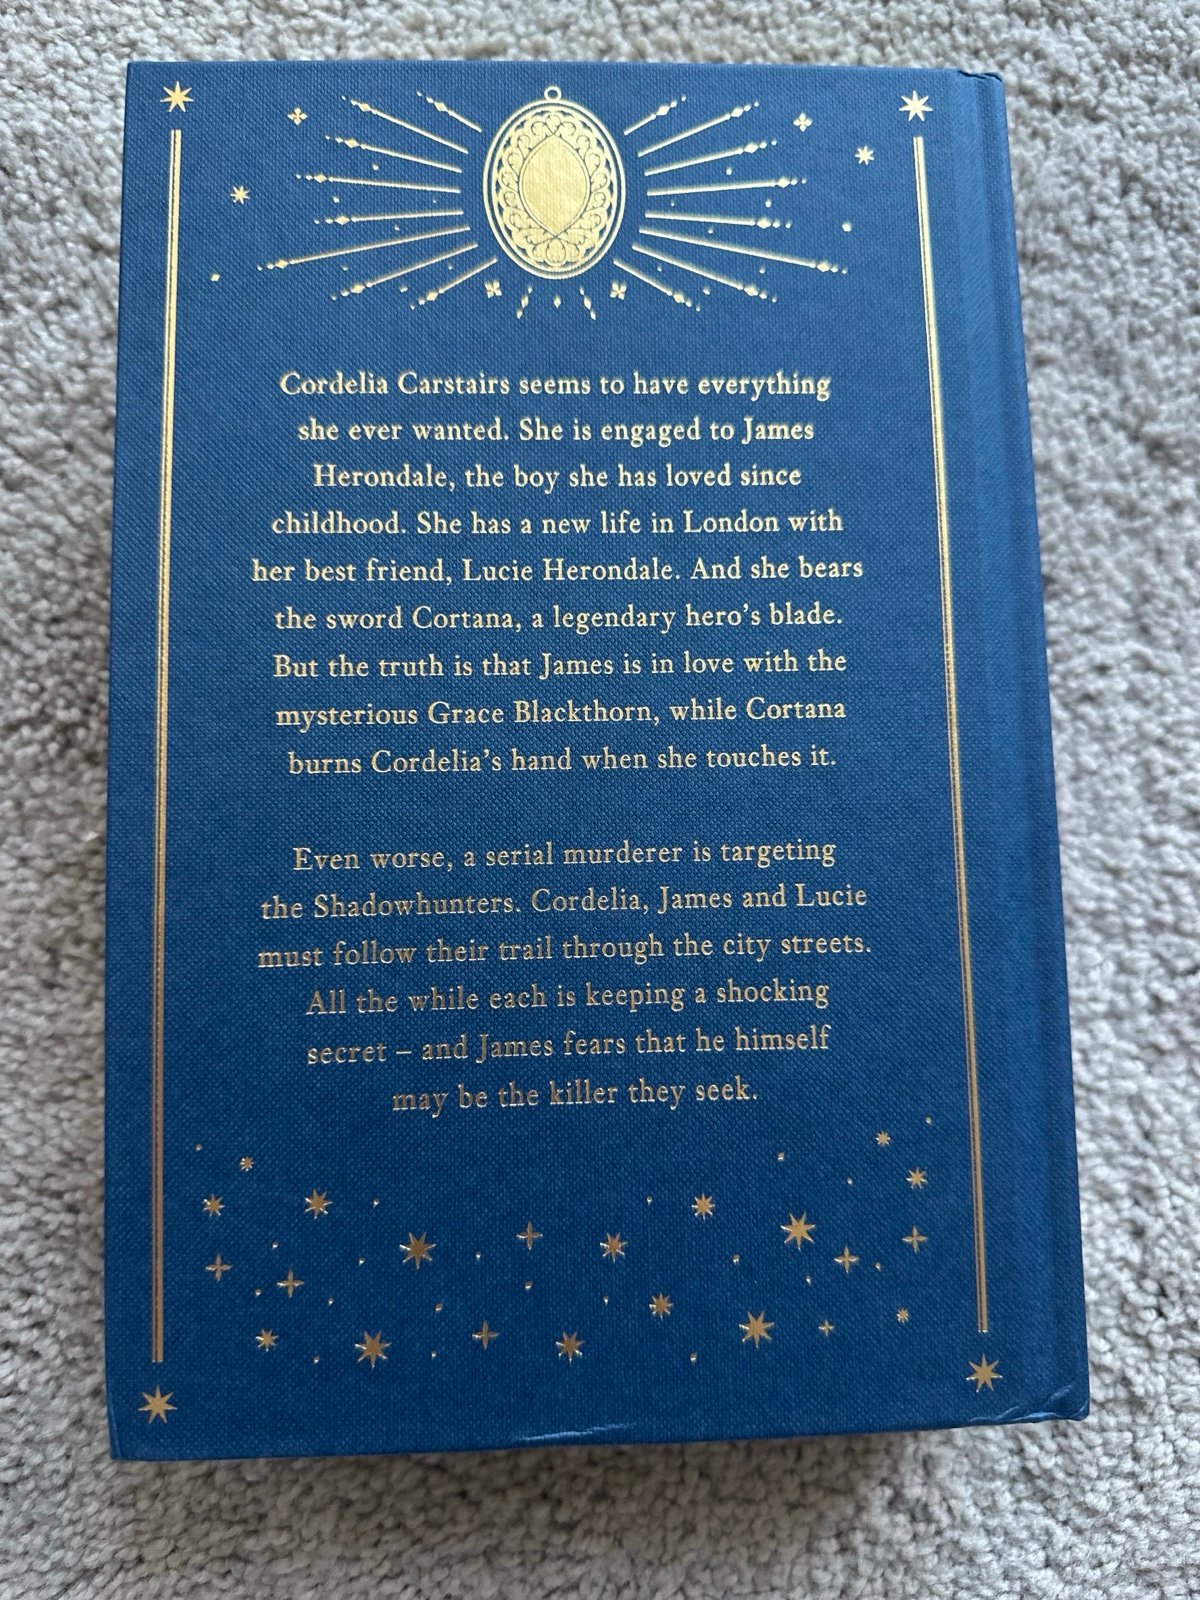 Cordelia Carstairs seems to have everything
she ever wanted. She is engaged to James
Herondale, the boy she has loved since
childhood. She has a new life in London with
her best friend, Lucie Herondale. And she bears
the sword Cortana, a legendary hero's blade.
But the truth is that James is in love with the
mysterious Grace Blackthorn, while Cortana
burns Cordelia's hand when she touches it.
Even worse, a serial murderer is targeting
the Shadowhunters. Cordelia, James and Lucie
must follow their trail through the city streets.
All the while each is keeping a shocking
secret – and James fears that he himself
may be the killer they seek.